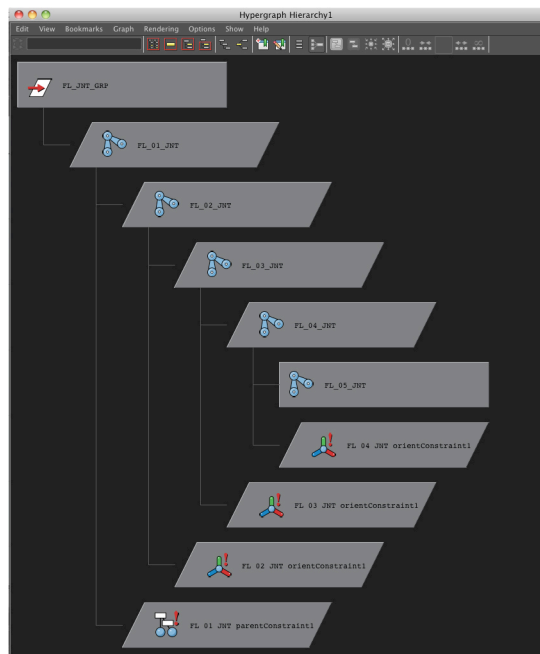 Hypergraph Hierarchy1
Edit View Bookmarks Graph Rendering Options Show Help
FL_JNT_GRP
FL_01_JNT
FL_02_JNT
FL_03_JNT
FL_04_JNT
FL_05_JNT
FL 04 JNT orientConstraint1
FL 03 JNT orientConstraint1
FL 02 JNT orientConstraint1
FL 01 JNT parentConstraint1